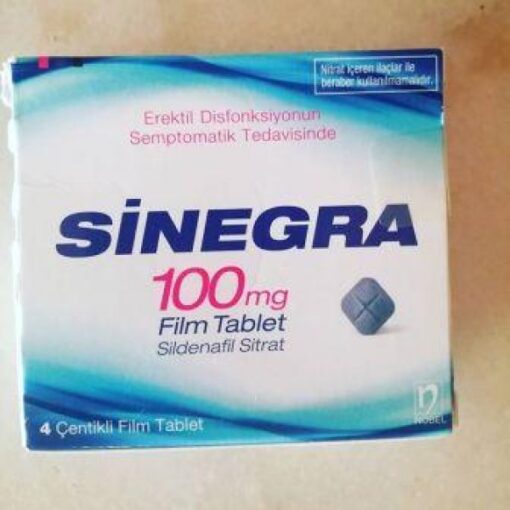 Nitrat içeren ilaçlar ile
beraber kullanılmamalıdır.
Erektil Disfonksiyonun
Semptomatik Tedavisinde
SİNEGRA
100mg
Film Tablet
Sildenafil Sitrat
4 Çentikli Film Tablet
NOBEL